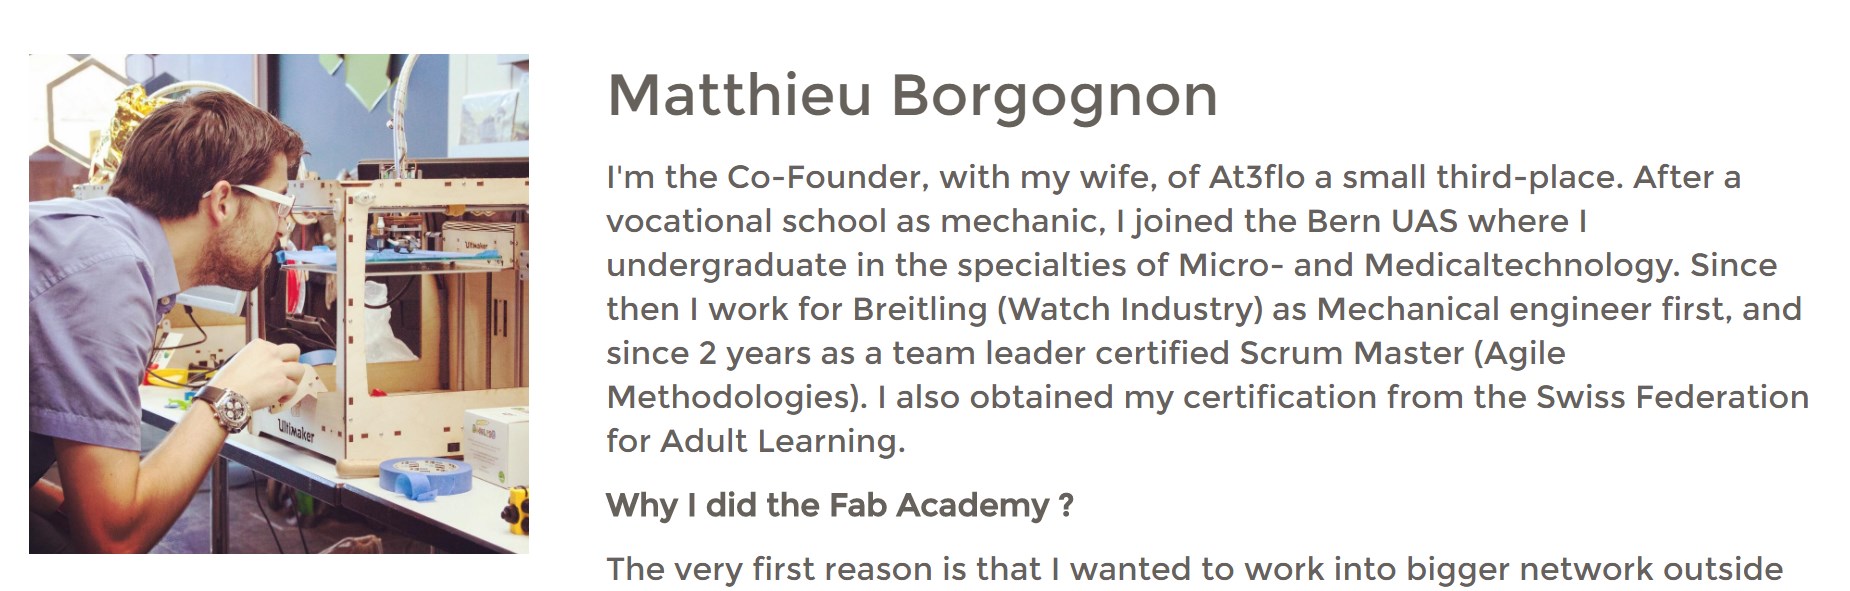 Matthieu Borgognon
I'm the Co-Founder, with my wife, of At3flo a small third-place. After a
vocational school as mechanic, I joined the Bern UAS where I
undergraduate in the specialties of Micro- and Medicaltechnology. Since
then I work for Breitling (Watch Industry) as Mechanical engineer first, and
since 2 years as a team leader certified Scrum Master (Agile
Methodologies). I also obtained my certification from the Swiss Federation
for Adult Learning.
Why I did the Fab Academy ?
The very first reason is that I wanted to work into bigger network outside
Ultimaker
Ultimaker